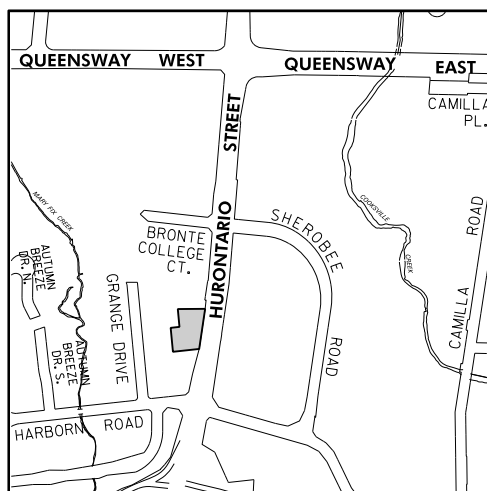 QUEENSWAY WEST
QUEENSWAY EAST
CAMILLA
PL.
STREET
HURONTARIO
MARY FIX CREEK
COOKSVILLE
CREEK
SHEROBEE
ROAD
BRONTE
COLLEGE
CT.
ROAD
CAMILLA
AUTUMN
BREEZE
DR. N.
GRANGE DRIVE
AUTUMN
BREEZE
DR. S.
HARBORN ROAD